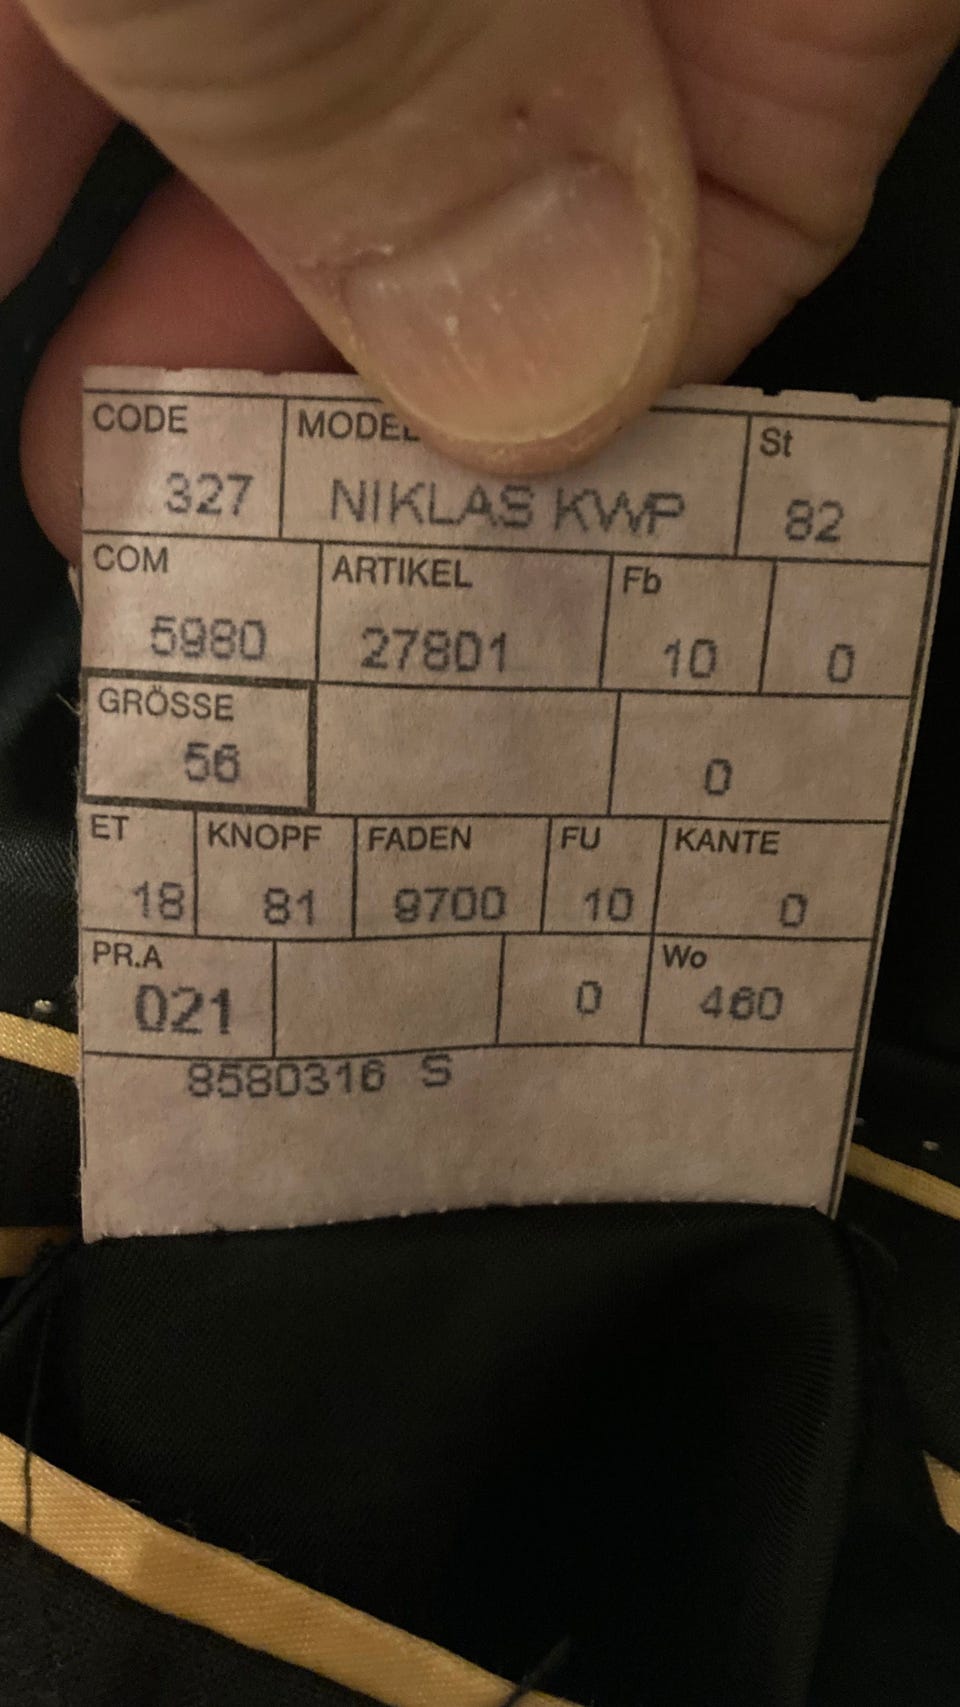 CODE MODEL St
327 NIKLAS KWP 82
COM ARTIKEL Fb
5980 27801 10 0
GRÖSSE
56 0
ET KNOPF FADEN FU KANTE
18 81 9700 10 0
PR.A Wo
021 0 460
8580316 S